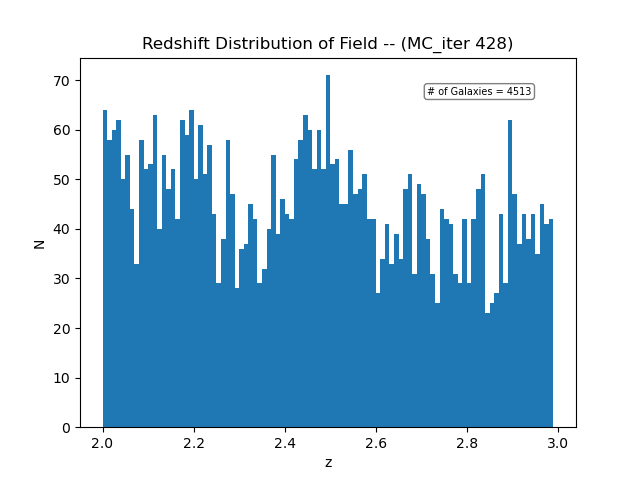 Redshift Distribution of Field -- (MC_iter 428)
# of Galaxies = 4513
70
60
50
40
30
20
10
0
N
2.0 2.2 2.4 2.6 2.8 3.0
z